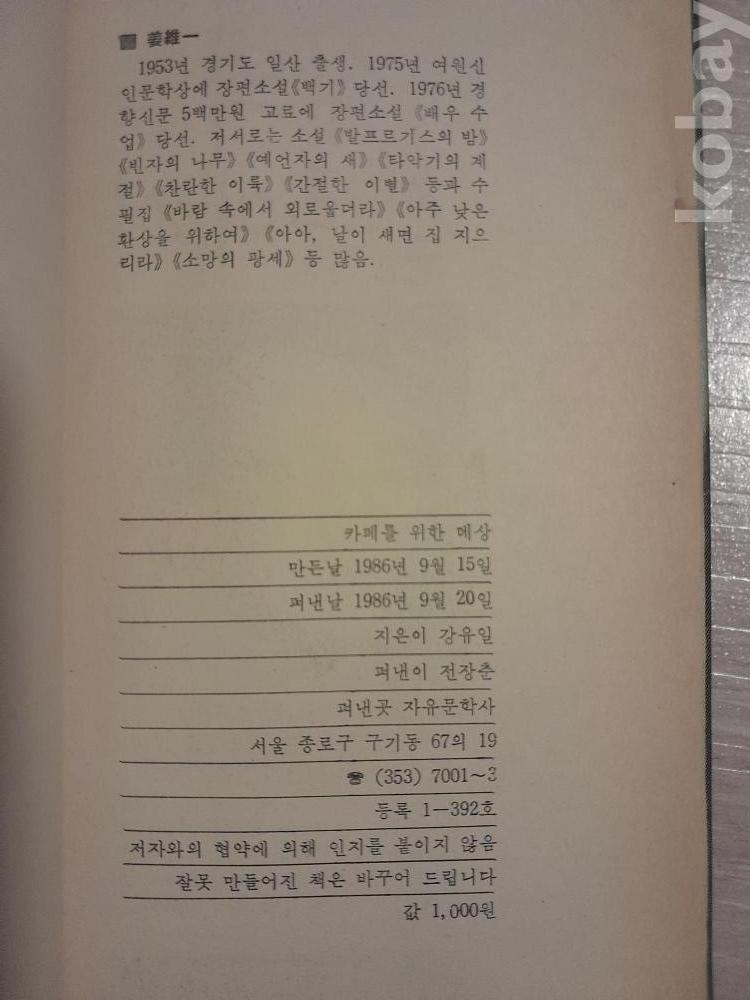 姜維一
1953년 경기도 일산 출생. 1975년 여원신
인문학상에 장편소설《백기》당선. 1976년 경
향신문 5백만원 고료에 장편소설《배우 수
업》당선. 저서로는 소설《발프르기스의 밤》
《빈자의 나무》《예언자의 새》《타악기의 계
절》《찬란한 이륙》《간절한 이별》등과 수
필집《바람 속에서 외로웁더라》《아주 낮은
환상을 위하여》《아아, 날이 새면 집 지으
리라》《소망의 팡세》등 많음.
카페를 위한 메상
만든날 1986년 9월 15일
펴낸날 1986년 9월 20일
지은이 강유일
펴낸이 전장춘
펴낸곳 자유문학사
서울 종로구 구기동 67의 19
☎ (353) 7001~3
등록 1—392호
저자와의 협약에 의해 인지를 붙이지 않음
잘못 만들어진 책은 바꾸어 드립니다
값 1,000원
kobay